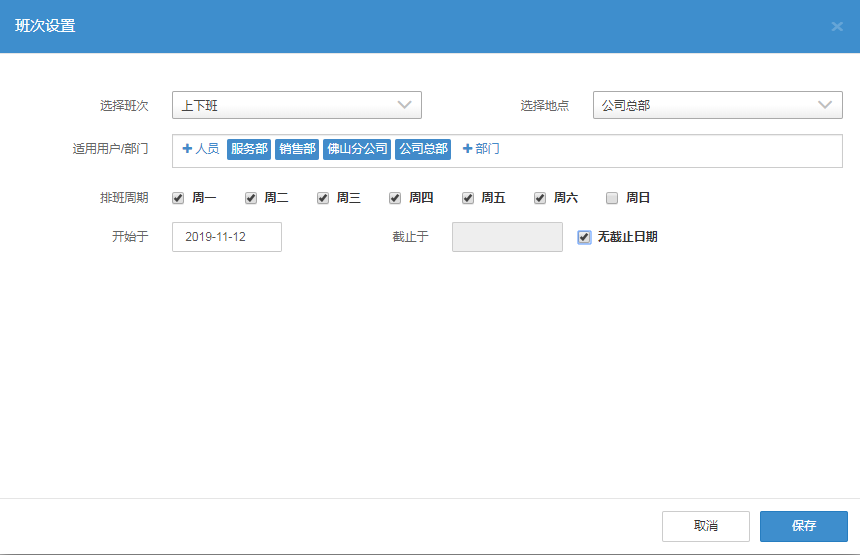 班次设置 ×
选择班次 上下班 选择地点 公司总部
适用用户/部门 +人员 服务部 销售部 佛山分公司 公司总部 +部门
排班周期 周一 周二 周三 周四 周五 周六 周日
开始于 2019-11-12 截止于 无截止日期
取消 保存